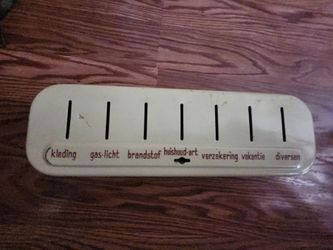 kleding gas-licht brandstof huishoud-art verzekering vakantie diversen